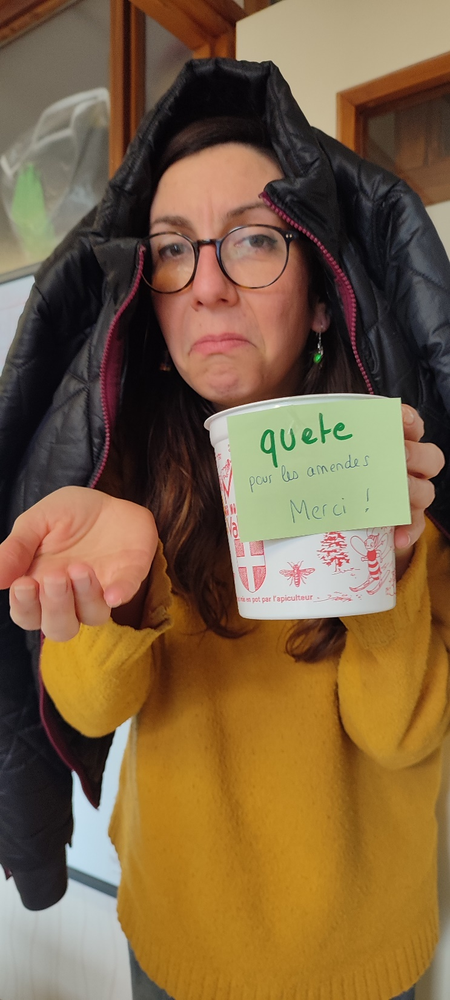 quete
pour les amendes
Merci !
mis en pot par l'apiculteur